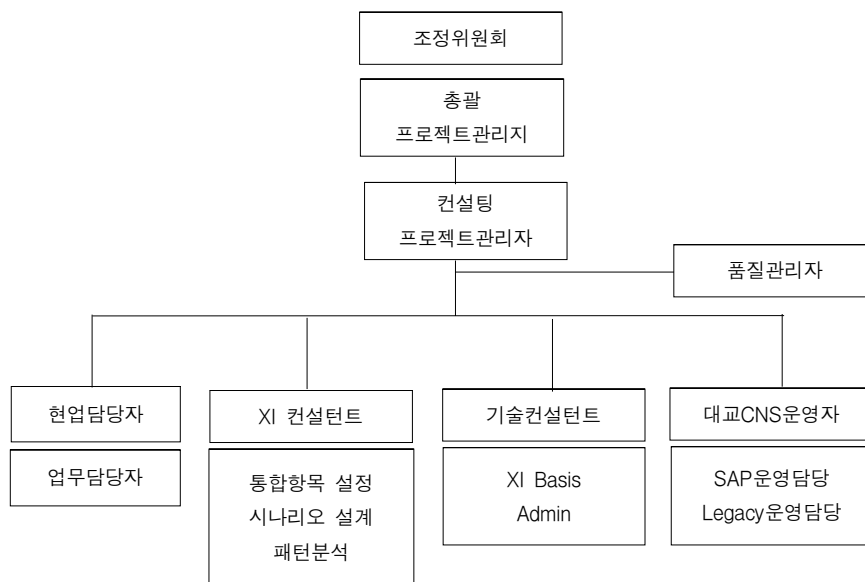 조정위원회
총괄
프로젝트관리지
컨설팅
프로젝트관리자
품질관리자
현업담당자
XI 컨설턴트
기술컨설턴트
대교CNS운영자
업무담당자
통합항목 설정
시나리오 설계
패턴분석
XI Basis
Admin
SAP운영담당
Legacy운영담당